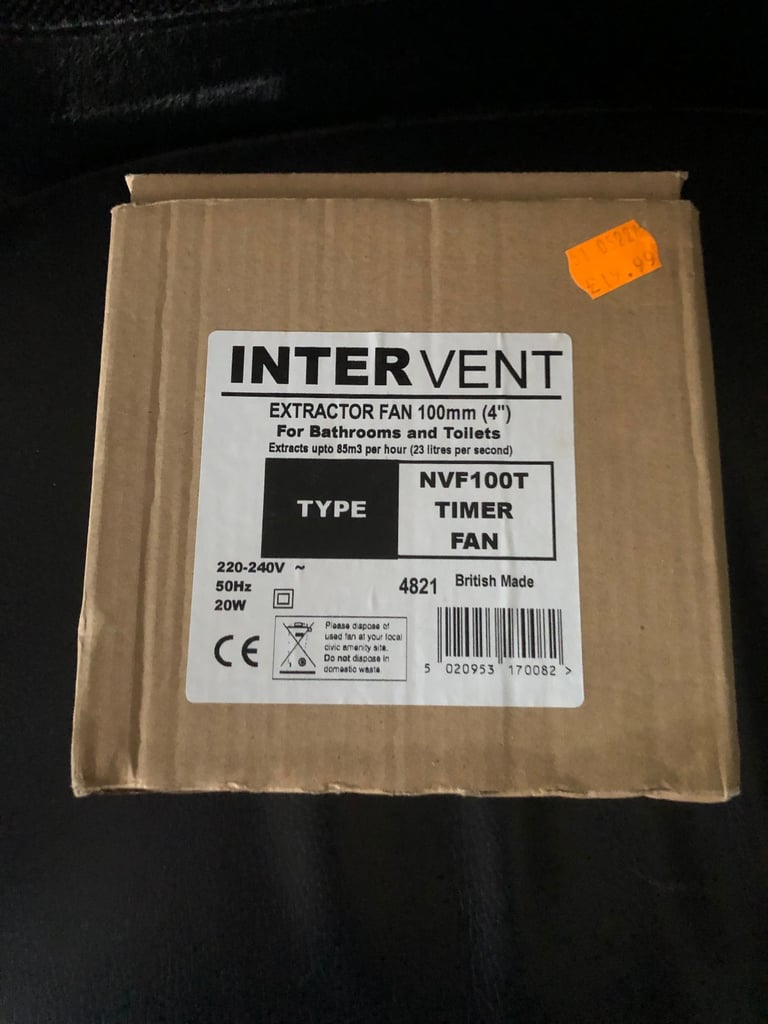 £19.99
INTERVENT
EXTRACTOR FAN 100mm (4")
For Bathrooms and Toilets
Extracts upto 85m3 per hour (23 litres per second)
TYPE
NVF100T
TIMER
FAN
220-240V ~
50Hz
20W
4821 British Made
CE
Please dispose of
used fan at your local
civic amenity site.
Do not dispose in
domestic waste.
5 020953 170082 >